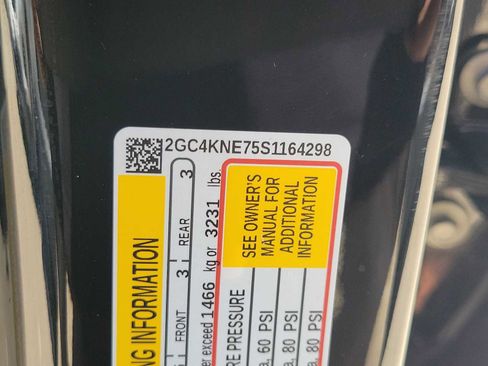 2GC4KNE75S1164298
NG INFORMATION
FRONT 3 REAR 3
er exceed 1466 kg or 3231 lbs.
SEE OWNER'S
MANUAL FOR
ADDITIONAL
INFORMATION
RE PRESSURE
a, 60 PSI
a, 80 PSI
a, 80 PSI